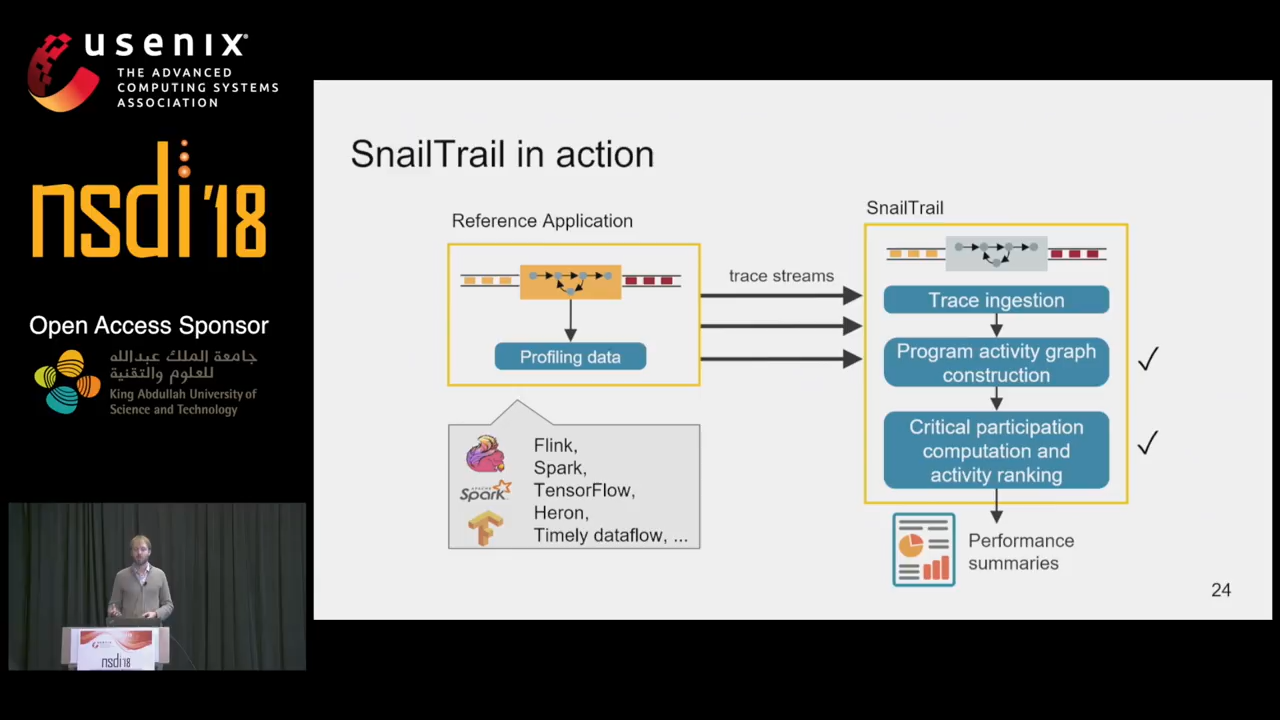 usenix
THE ADVANCED
COMPUTING SYSTEMS
ASSOCIATION
nsdi '18
Open Access Sponsor
جامعة الملك عبدالله
للعلوم والتقنية
King Abdullah University of
Science and Technology
SnailTrail in action
Reference Application
Profiling data
trace streams
SnailTrail
Trace ingestion
Program activity graph
construction
Critical participation
computation and
activity ranking
Performance
summaries
Flink,
Spark,
TensorFlow,
Heron,
Timely dataflow, ...
APACHE
Spark
24
usenix
nsdi'18